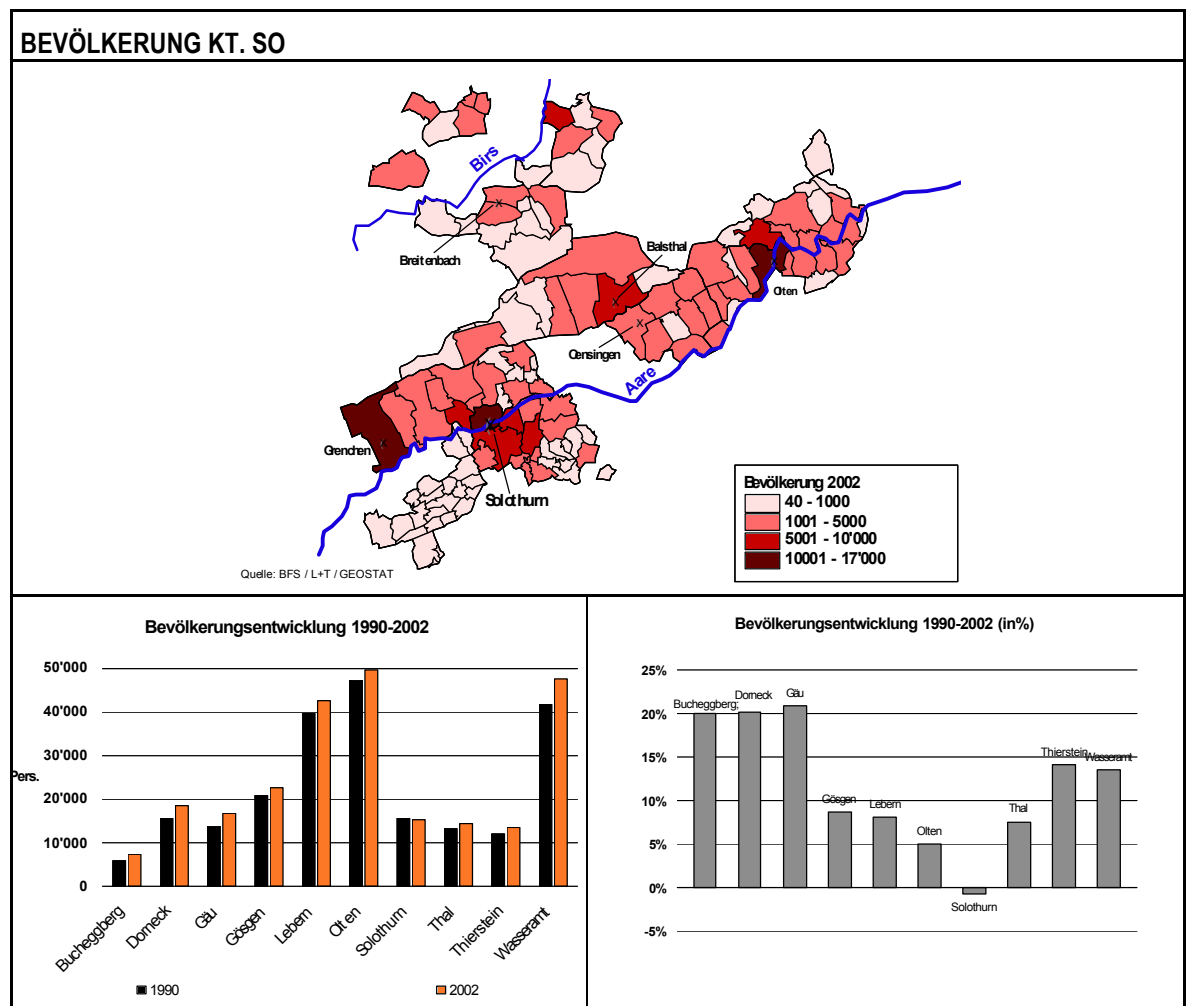 BEVÖLKERUNG KT. SO
Birs
Breitenbach
Balsthal
Olten
Oensingen
Aare
Grenchen
Solothurn
Bevölkerung 2002
40 - 1000
1001 - 5000
5001 - 10'000
10001 - 17'000
Quelle: BFS / L+T / GEOSTAT
Bevölkerungsentwicklung 1990-2002
50'000
40'000
30'000
Pers.
20'000
10'000
0
Bucheggberg
Dorneck
Gäu
Gösgen
Lebern
Olten
Solothurn
Thal
Thierstein
Wasseramt
1990
2002
Bevölkerungsentwicklung 1990-2002 (in%)
25%
20%
15%
10%
5%
0%
-5%
Bucheggberg;
Dorneck
Gäu
Gösgen
Lebern
Olten
Solothurn
Thal
Thierstein
Wasseramt